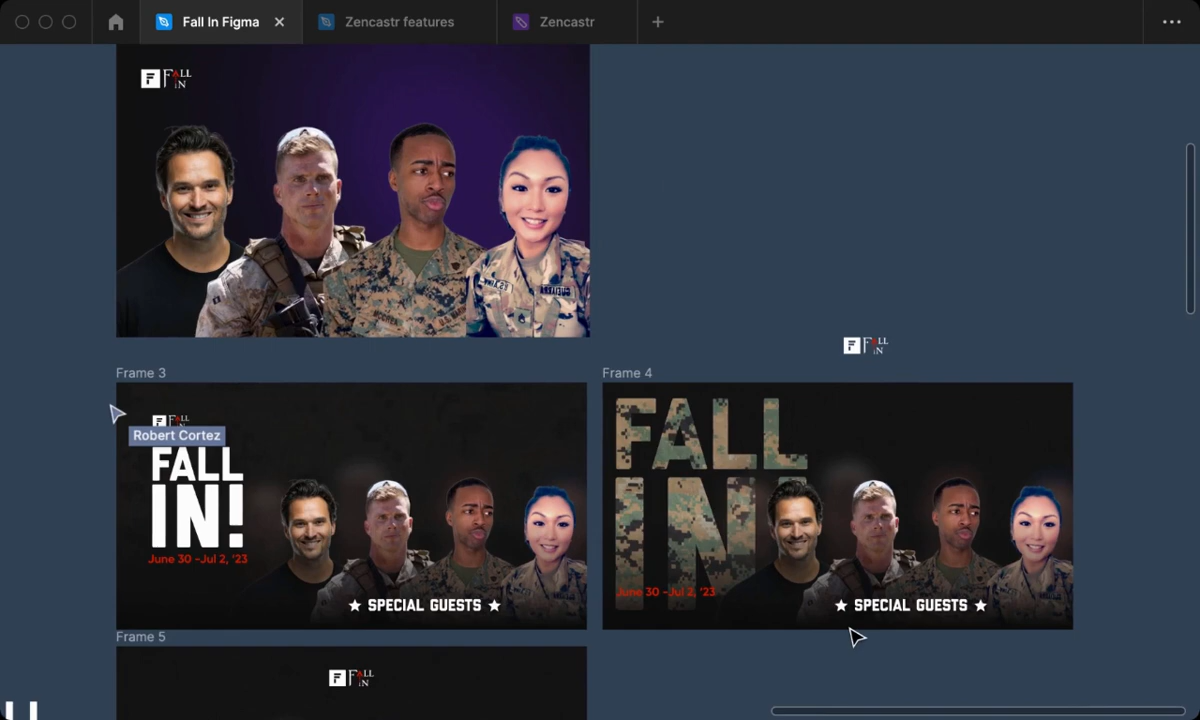 Fall In Figma
Zencastr features
Zencastr
F FALL
IN
F FALL
IN
Frame 3
Frame 4
Robert Cortez
FALL
IN!
June 30 -Jul 2, '23
★ SPECIAL GUESTS ★
FALL
IN!
June 30 -Jul 2, '23
★ SPECIAL GUESTS ★
Frame 5
F FALL
IN